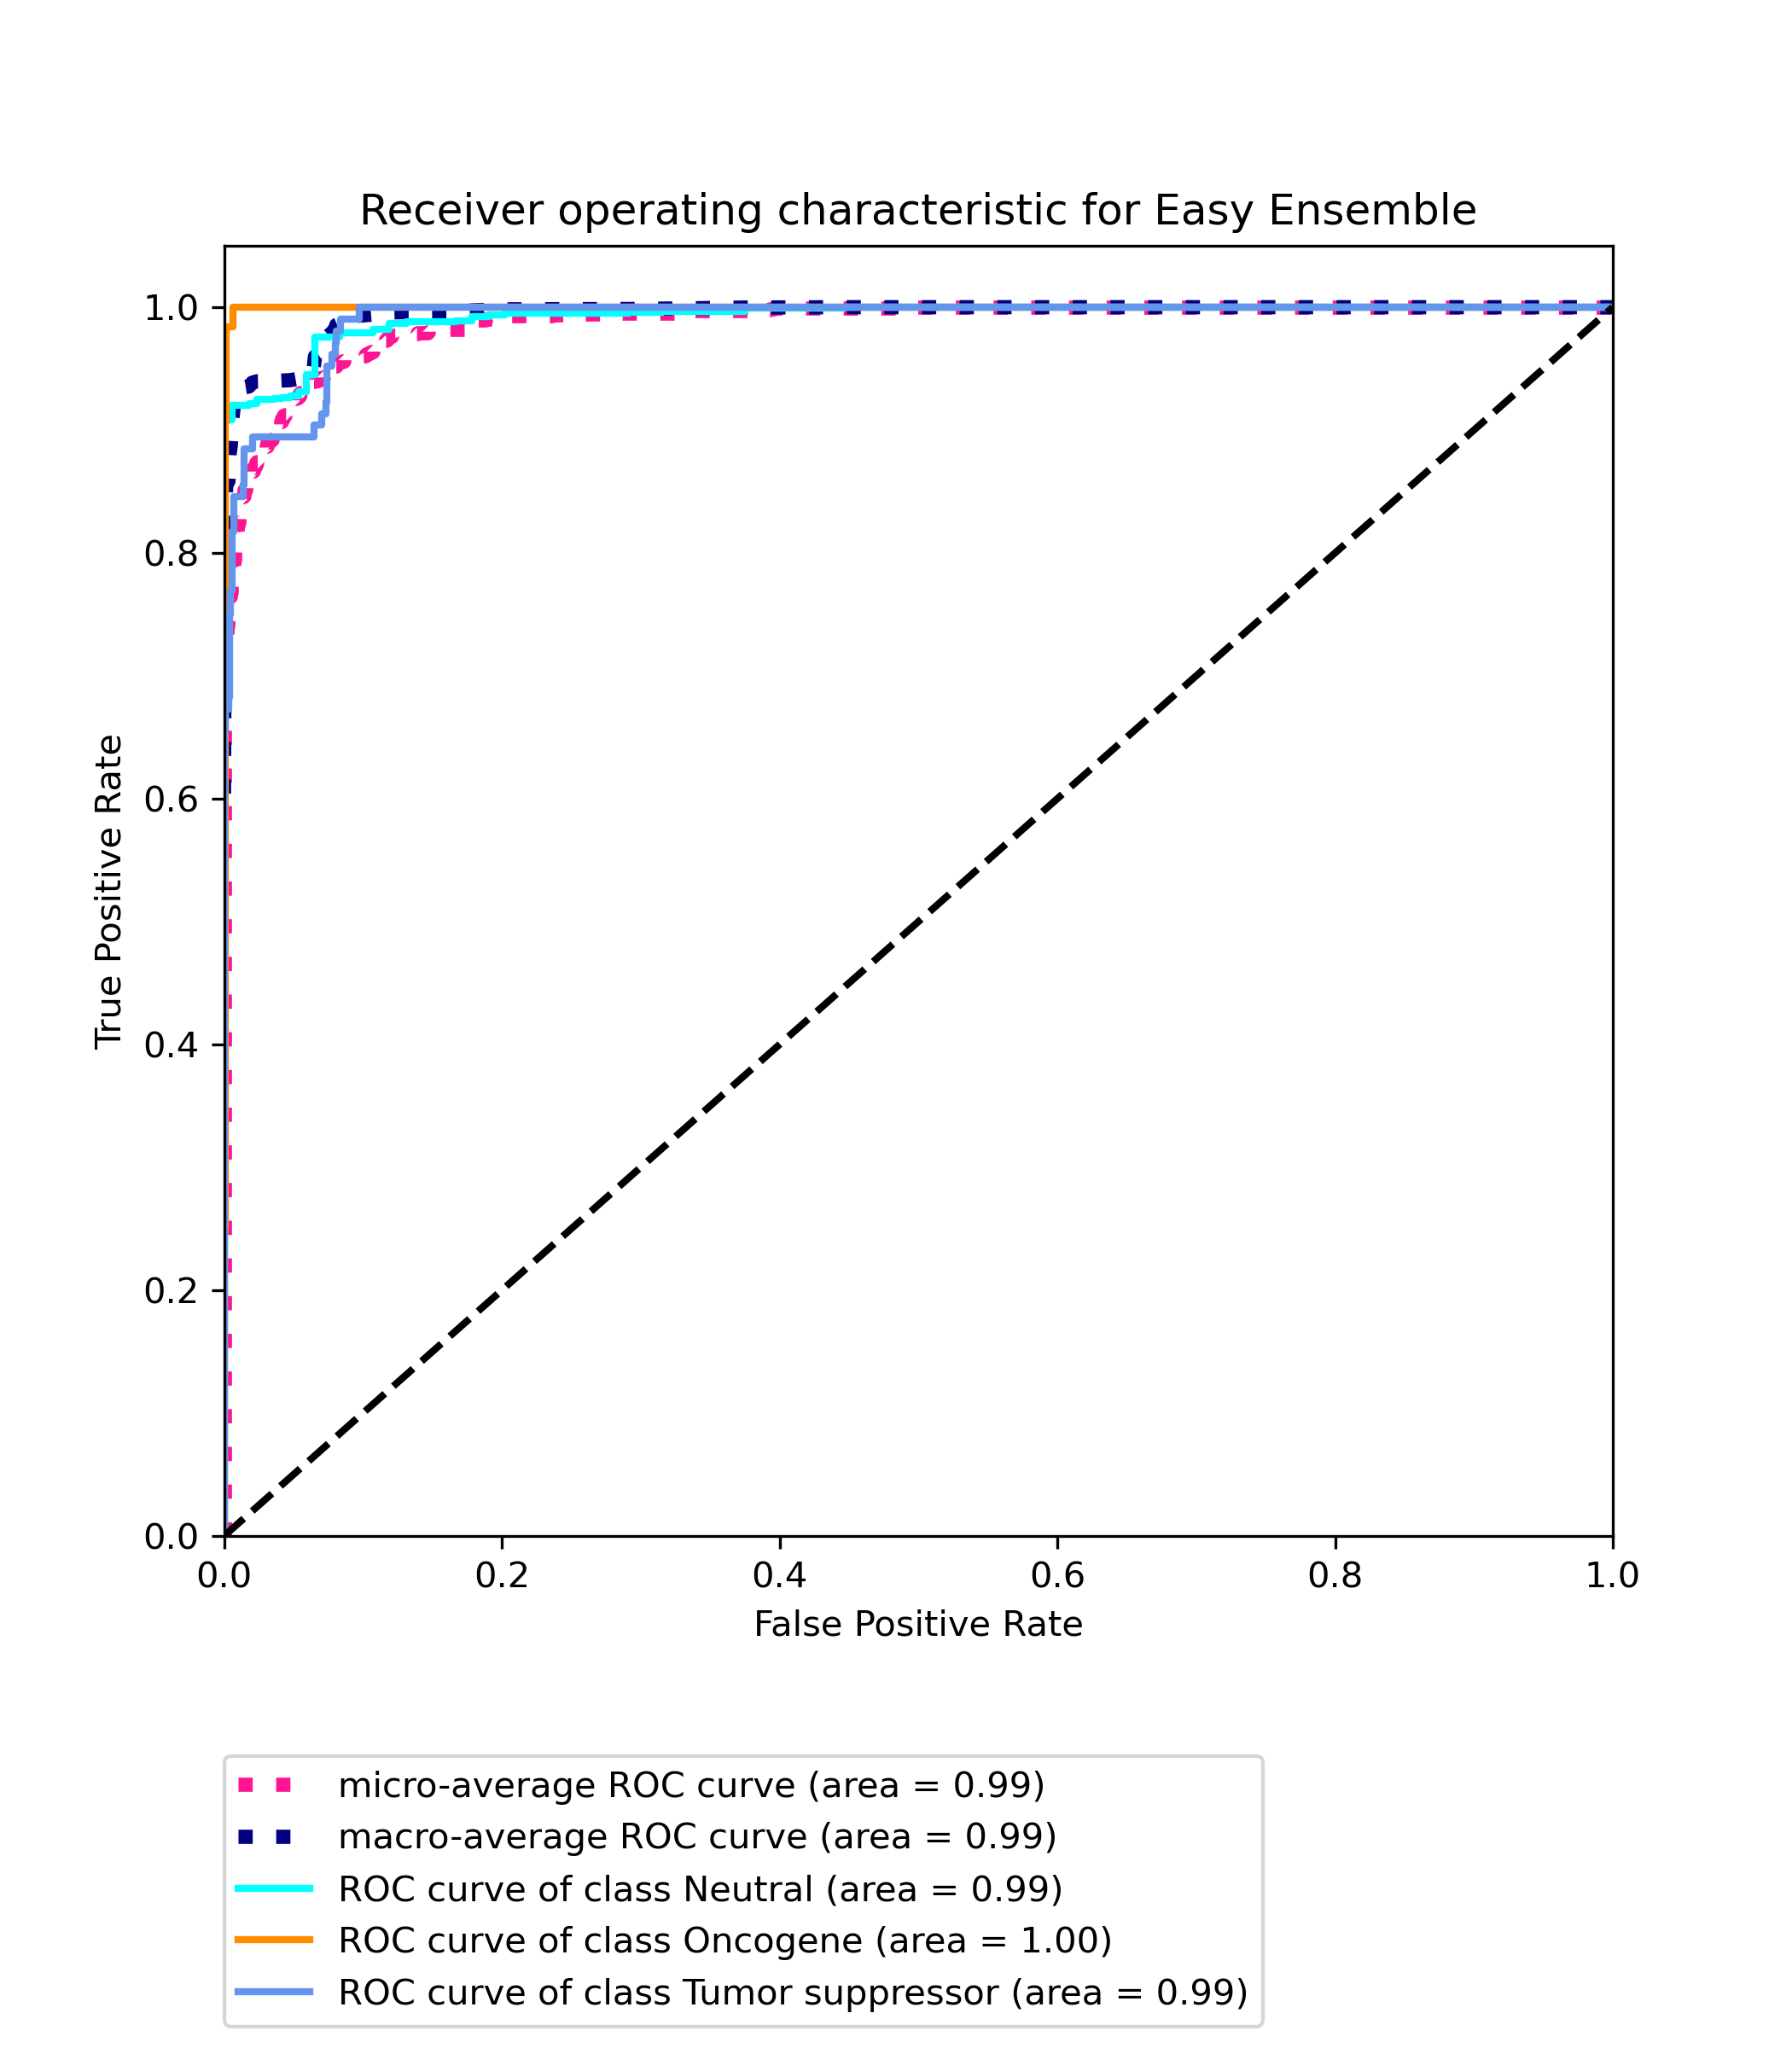 Receiver operating characteristic for Easy Ensemble
1.0
0.8
0.6
0.4
0.2
0.0
True Positive Rate
0.0 0.2 0.4 0.6 0.8 1.0
False Positive Rate
micro-average ROC curve (area = 0.99)
macro-average ROC curve (area = 0.99)
ROC curve of class Neutral (area = 0.99)
ROC curve of class Oncogene (area = 1.00)
ROC curve of class Tumor suppressor (area = 0.99)